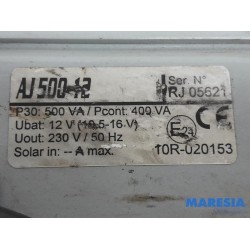 AJ 500-12
Ser. N°
RJ 05621
P30: 500 VA / Pcont: 400 VA
Ubat: 12 V (10.5-16 V)
Uout: 230 V / 50 Hz
Solar in: -- A max.
E24
10R-020153
MARESIA